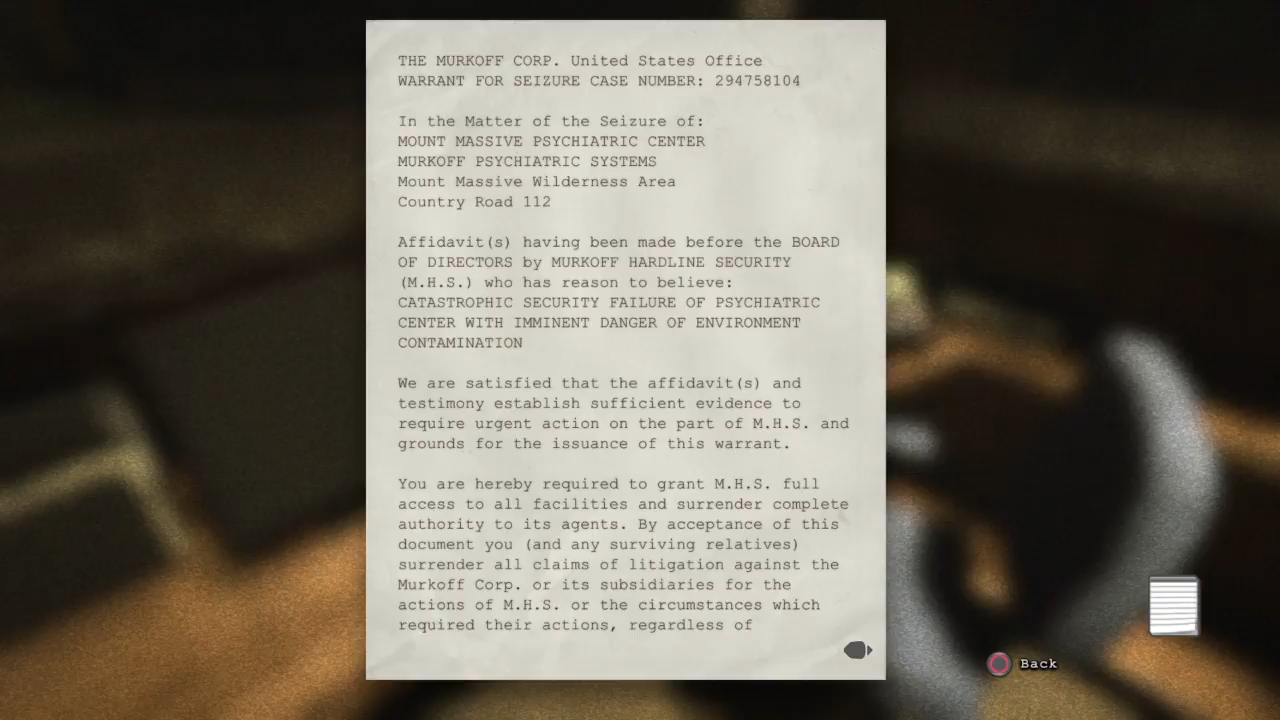 THE MURKOFF CORP. United States Office
WARRANT FOR SEIZURE CASE NUMBER: 294758104
In the Matter of the Seizure of:
MOUNT MASSIVE PSYCHIATRIC CENTER
MURKOFF PSYCHIATRIC SYSTEMS
Mount Massive Wilderness Area
Country Road 112
Affidavit(s) having been made before the BOARD
OF DIRECTORS by MURKOFF HARDLINE SECURITY
(M.H.S.) who has reason to believe:
CATASTROPHIC SECURITY FAILURE OF PSYCHIATRIC
CENTER WITH IMMINENT DANGER OF ENVIRONMENT
CONTAMINATION
We are satisfied that the affidavit(s) and
testimony establish sufficient evidence to
require urgent action on the part of M.H.S. and
grounds for the issuance of this warrant.
You are hereby required to grant M.H.S. full
access to all facilities and surrender complete
authority to its agents. By acceptance of this
document you (and any surviving relatives)
surrender all claims of litigation against the
Murkoff Corp. or its subsidiaries for the
actions of M.H.S. or the circumstances which
required their actions, regardless of
Back